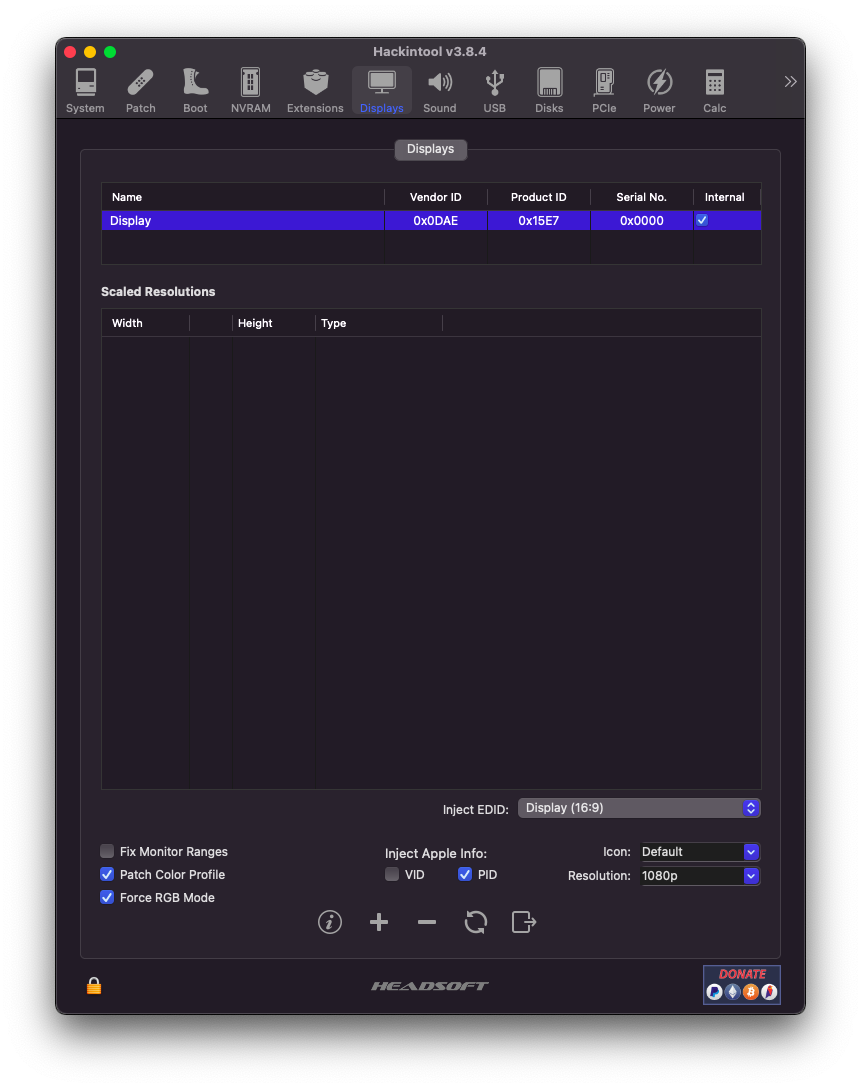 Hackintool v3.8.4
System Patch Boot NVRAM Extensions Displays Sound USB Disks PCIe Power Calc
Displays
Name Vendor ID Product ID Serial No. Internal
Display 0x0DAE 0x15E7 0x0000
Scaled Resolutions
Width Height Type
Inject EDID: Display (16:9)
Fix Monitor Ranges Inject Apple Info: Icon: Default
Patch Color Profile VID PID Resolution: 1080p
Force RGB Mode
HEADSOFT
DONATE